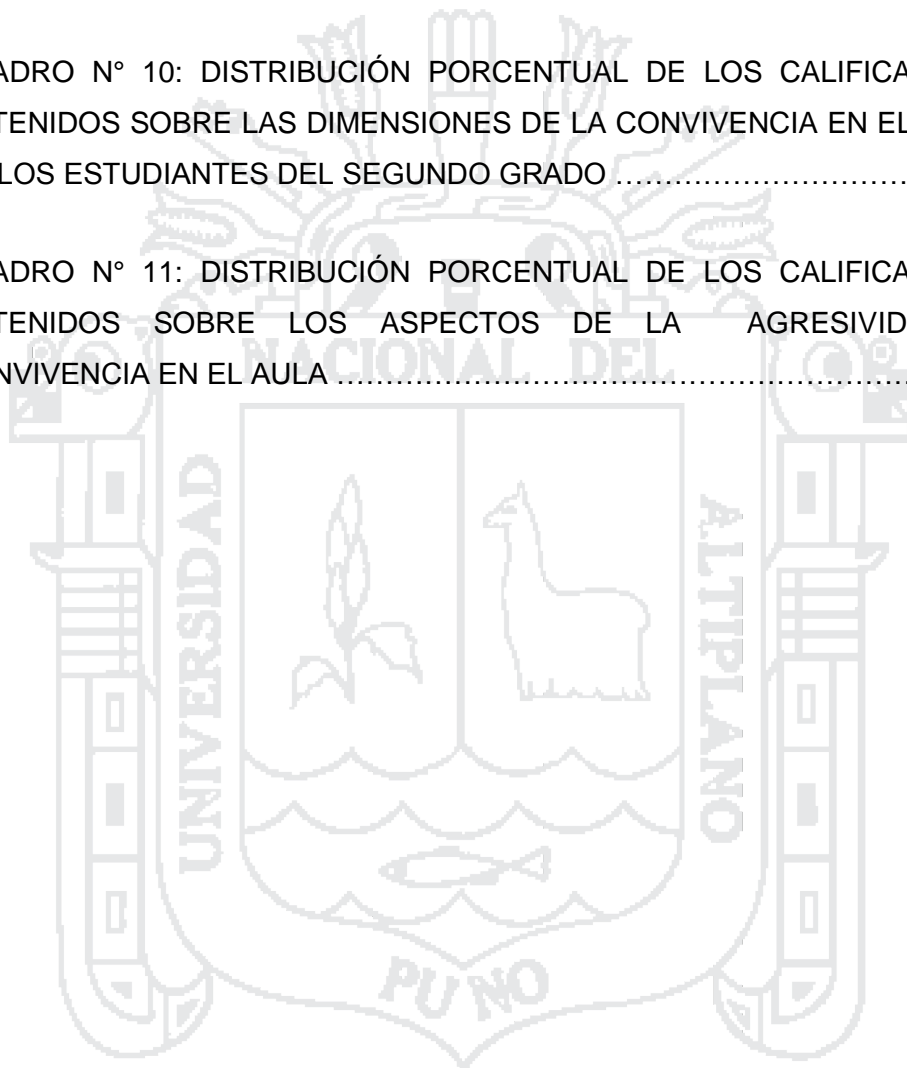 ADRO N° 10: DISTRIBUCIÓN PORCENTUAL DE LOS CALIFICA
TENIDOS SOBRE LAS DIMENSIONES DE LA CONVIVENCIA EN EL
LOS ESTUDIANTES DEL SEGUNDO GRADO ……………………………
ADRO N° 11: DISTRIBUCIÓN PORCENTUAL DE LOS CALIFICA
TENIDOS SOBRE LOS ASPECTOS DE LA AGRESIVID
NVIVENCIA EN EL AULA ……………………………………………………
NACIONAL DEL
UNIVERSIDAD
ALTIPLANO
PUNO